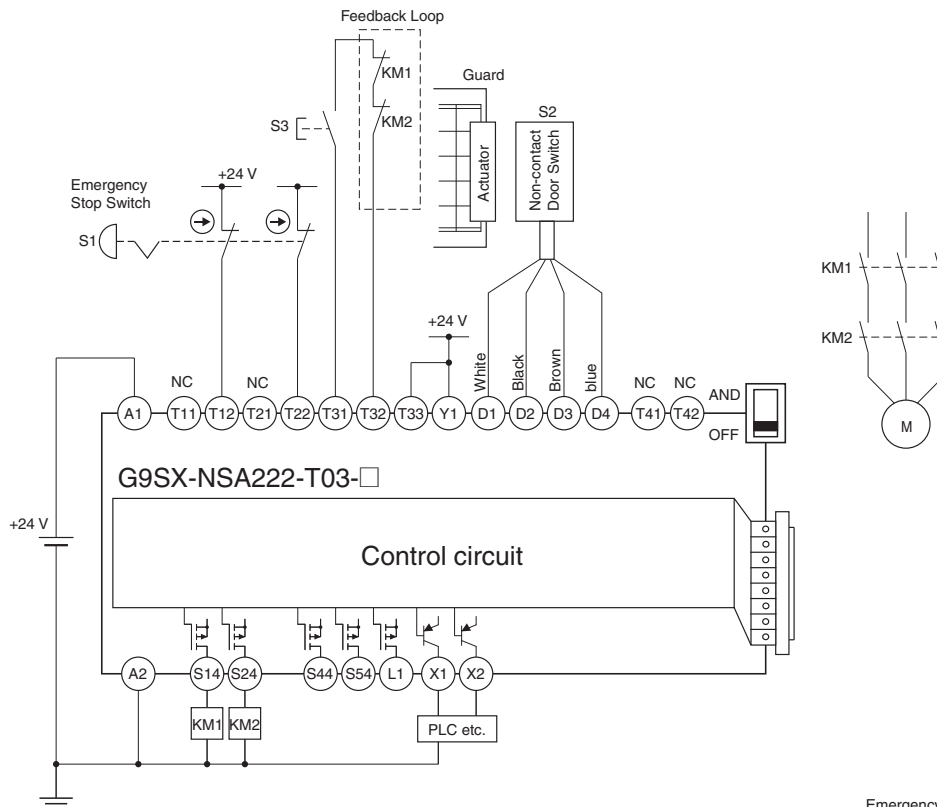 Feedback Loop
KM1
Guard
S2
KM2
S3
Actuator
Non-contact
Door Switch
+24 V
Emergency
Stop Switch
S1
KM1
KM2
+24 V
White
Black
Brown
blue
NC
NC
NC
NC
AND
A1
T11
T12
T21
T22
T31
T32
T33
Y1
D1
D2
D3
D4
T41
T42
OFF
M
G9SX-NSA222-T03-□
+24 V
Control circuit
A2
S14
S24
S44
S54
L1
X1
X2
KM1
KM2
PLC etc.
Emergency